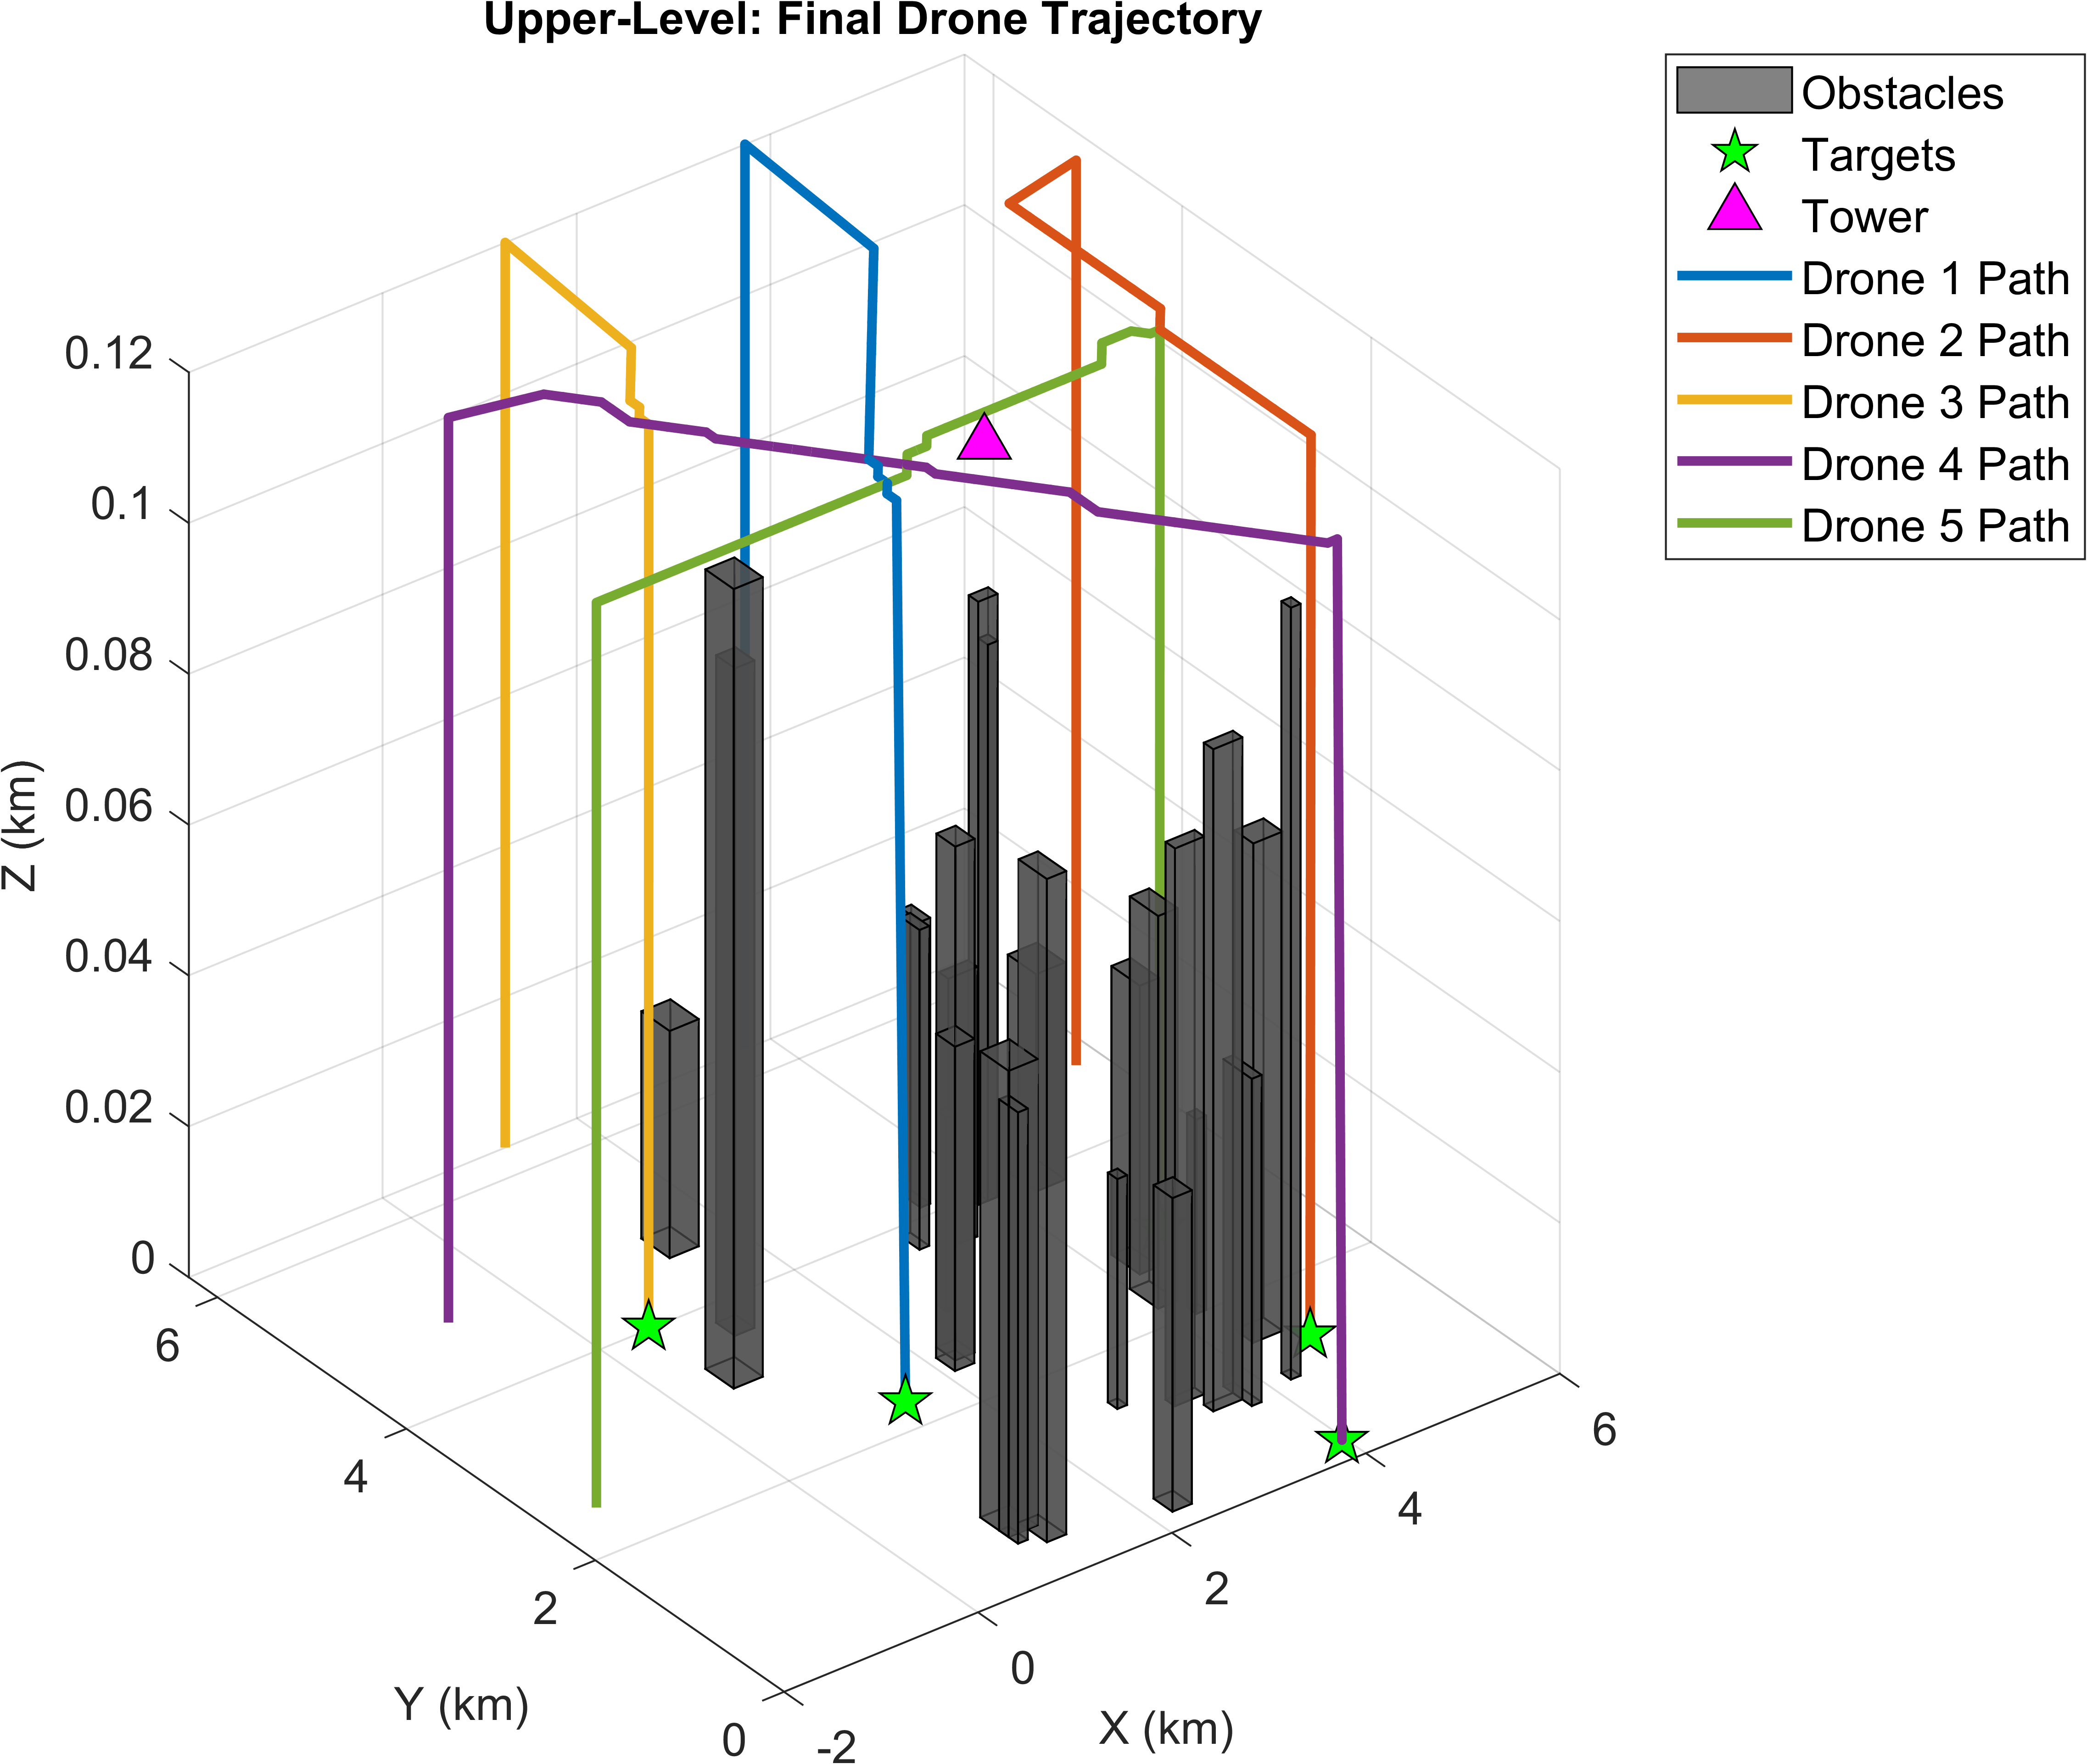 Upper-Level: Final Drone Trajectory
Obstacles
Targets
Tower
Drone 1 Path
Drone 2 Path
Drone 3 Path
Drone 4 Path
Drone 5 Path
0.12
0.1
0.08
0.06
0.04
0.02
0
Z (km)
6
4
2
0
Y (km)
-2
0
2
4
6
X (km)